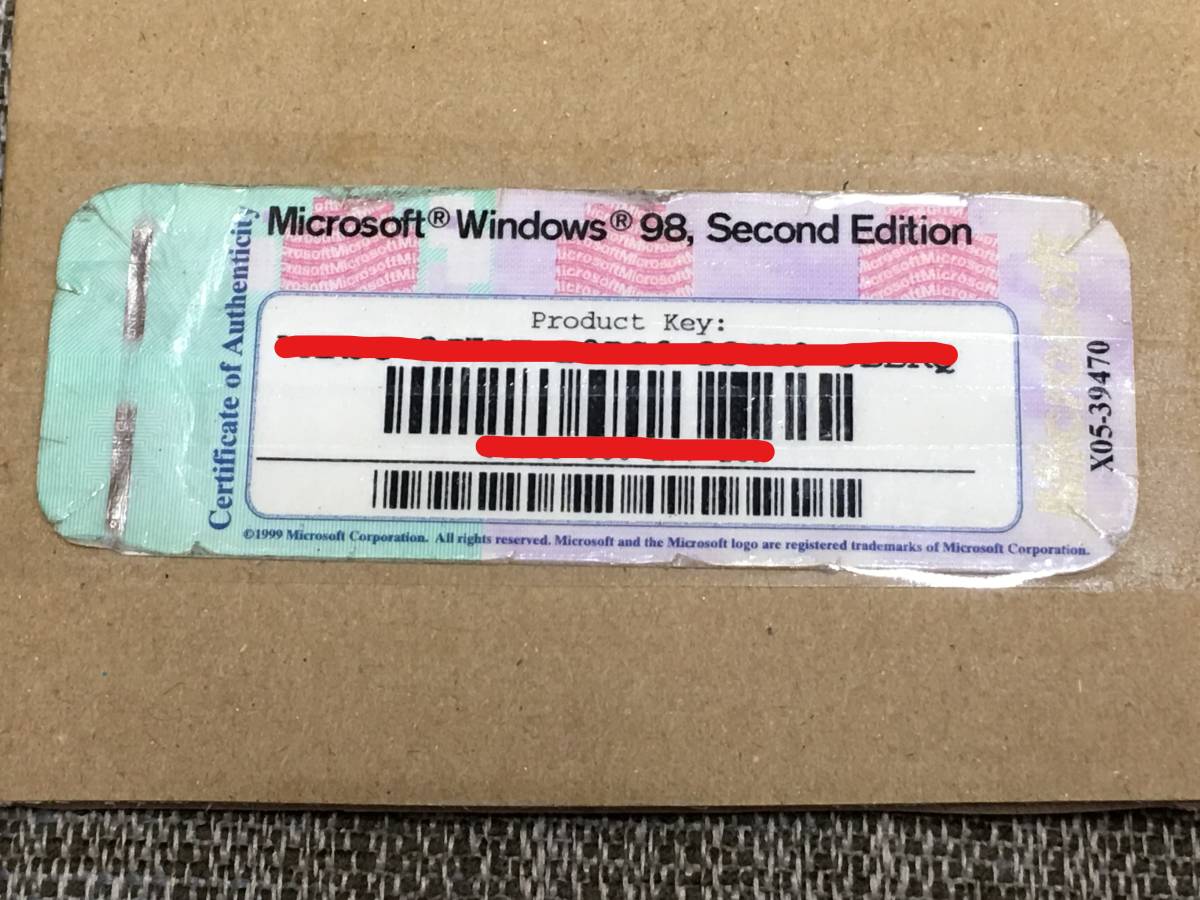 Microsoft® Windows® 98, Second Edition
Certificate of Authenticity
Product Key:
X05-39470
©1999 Microsoft Corporation. All rights reserved. Microsoft and the Microsoft logo are registered trademarks of Microsoft Corporation.